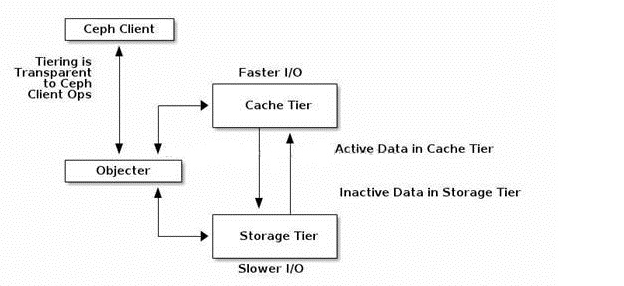 Ceph Client
Tiering is
Transparent
to Ceph
Client Ops
Faster I/O
Cache Tier
Active Data in Cache Tier
Objecter
Inactive Data in Storage Tier
Storage Tier
Slower I/O